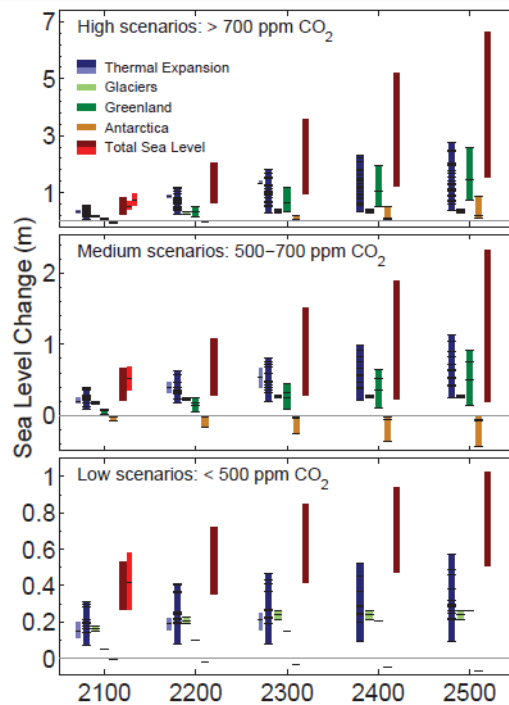 High scenarios: > 700 ppm CO2
Thermal Expansion
Glaciers
Greenland
Antarctica
Total Sea Level
7
5
3
1
Medium scenarios: 500−700 ppm CO2
2
1
0
Sea Level Change (m)
Low scenarios: < 500 ppm CO2
1
0.8
0.6
0.4
0.2
0
2100 2200 2300 2400 2500